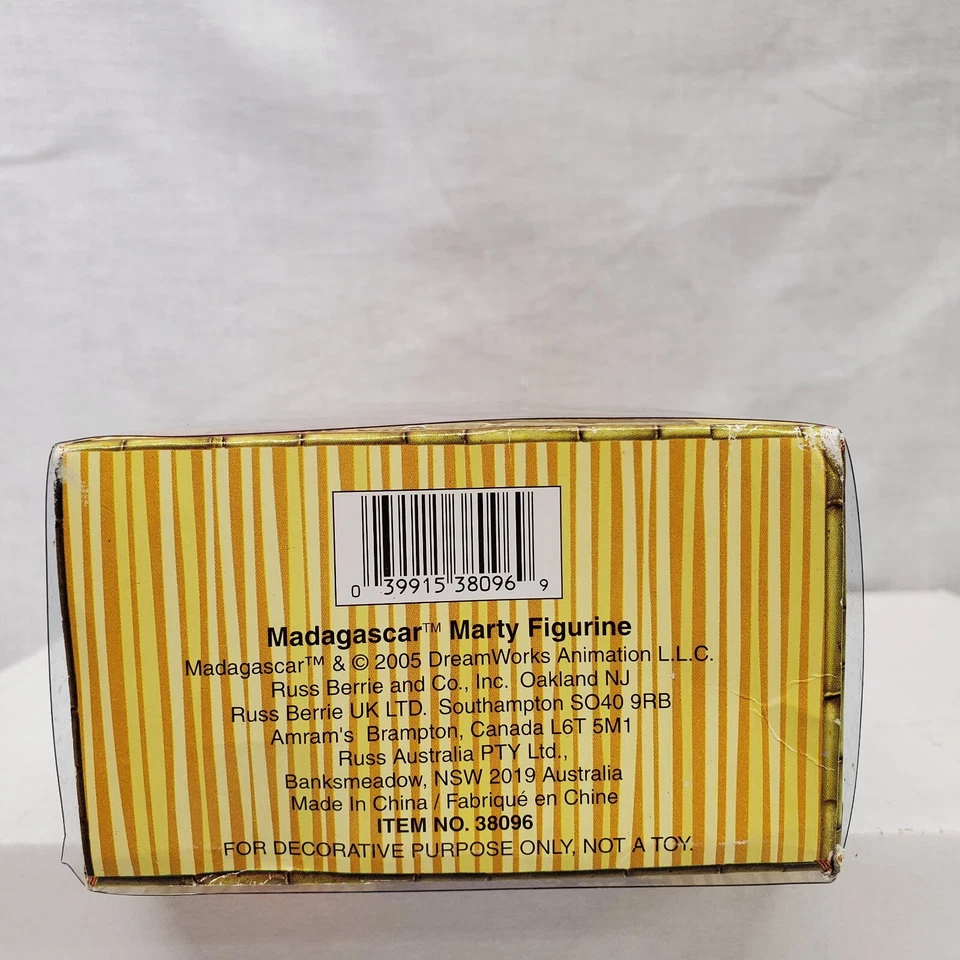 0 39915 38096 9
Madagascar™ Marty Figurine
Madagascar™ & © 2005 DreamWorks Animation L.L.C.
Russ Berrie and Co., Inc. Oakland NJ
Russ Berrie UK LTD. Southampton SO40 9RB
Amram's Brampton, Canada L6T 5M1
Russ Australia PTY Ltd.,
Banksmeadow, NSW 2019 Australia
Made In China / Fabriqué en Chine
ITEM NO. 38096
FOR DECORATIVE PURPOSE ONLY, NOT A TOY.